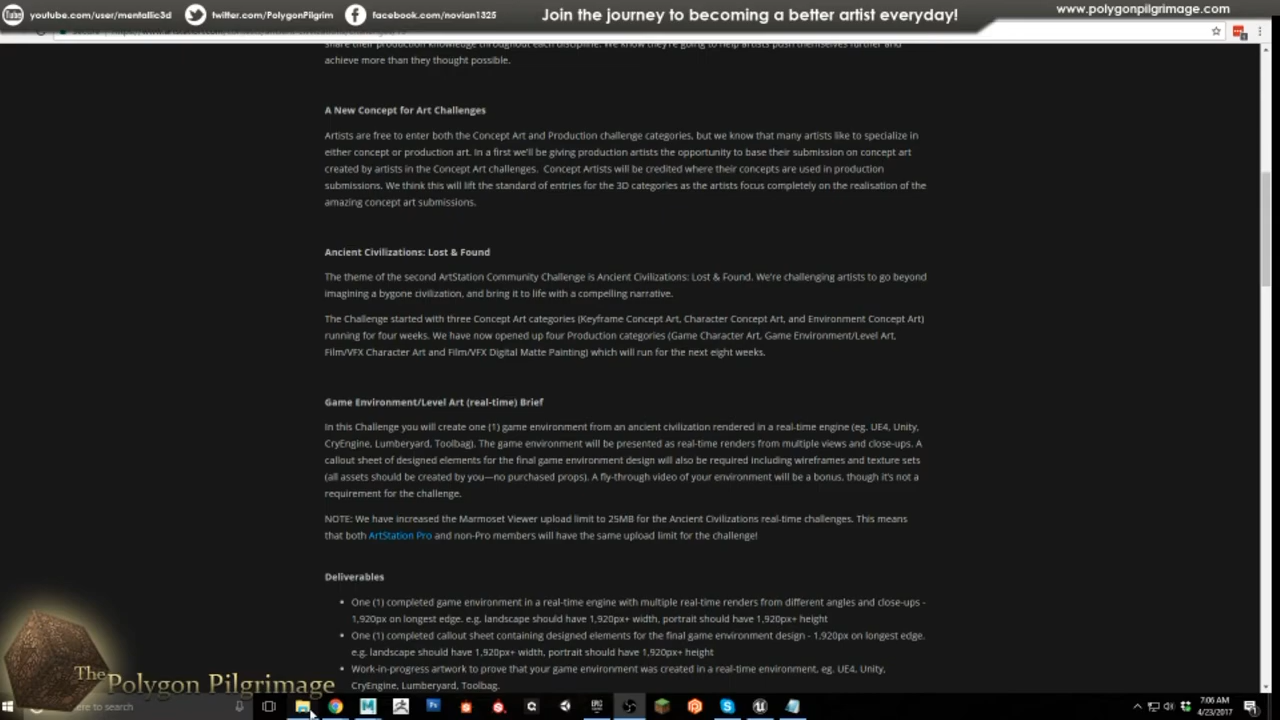 youtube.com/user/mentallic3d twitter.com/PolygonPilgrim facebook.com/novian1325 Join the journey to becoming a better artist everyday! www.polygonpilgrimage.com
share their production knowledge throughout each discipline. We know they're going to help artists push themselves further and
achieve more than they thought possible.
A New Concept for Art Challenges
Artists are free to enter both the Concept Art and Production challenge categories, but we know that many artists like to specialize in
either concept or production art. In a first we'll be giving production artists the opportunity to base their submission on concept art
created by artists in the Concept Art challenges. Concept Artists will be credited where their concepts are used in production
submissions. We think this will lift the standard of entries for the 3D categories as the artists focus completely on the realisation of the
amazing concept art submissions.
Ancient Civilizations: Lost & Found
The theme of the second ArtStation Community Challenge is Ancient Civilizations: Lost & Found. We're challenging artists to go beyond
imagining a bygone civilization, and bring it to life with a compelling narrative.
The Challenge started with three Concept Art categories (Keyframe Concept Art, Character Concept Art, and Environment Concept Art)
running for four weeks. We have now opened up four Production categories (Game Character Art, Game Environment/Level Art,
Film/VFX Character Art and Film/VFX Digital Matte Painting) which will run for the next eight weeks.
Game Environment/Level Art (real-time) Brief
In this Challenge you will create one (1) game environment from an ancient civilization rendered in a real-time engine (eg. UE4, Unity,
CryEngine, Lumberyard, Toolbag). The game environment will be presented as real-time renders from multiple views and close-ups. A
callout sheet of designed elements for the final game environment design will also be required including wireframes and texture sets
(all assets should be created by you—no purchased props). A fly-through video of your environment will be a bonus, though it's not a
requirement for the challenge.
NOTE: We have increased the Marmoset Viewer upload limit to 25MB for the Ancient Civilizations real-time challenges. This means
that both ArtStation Pro and non-Pro members will have the same upload limit for the challenge!
Deliverables
• One (1) completed game environment in a real-time engine with multiple real-time renders from different angles and close-ups -
1,920px on longest edge. e.g. landscape should have 1,920px+ width, portrait should have 1,920px+ height
• One (1) completed callout sheet containing designed elements for the final game environment design - 1,920px on longest edge.
e.g. landscape should have 1,920px+ width, portrait should have 1,920px+ height
• Work-in-progress artwork to prove that your game environment was created in a real-time environment, eg. UE4, Unity,
CryEngine, Lumberyard, Toolbag.
The Polygon Pilgrimage
here to search
7:06 AM
4/23/2017